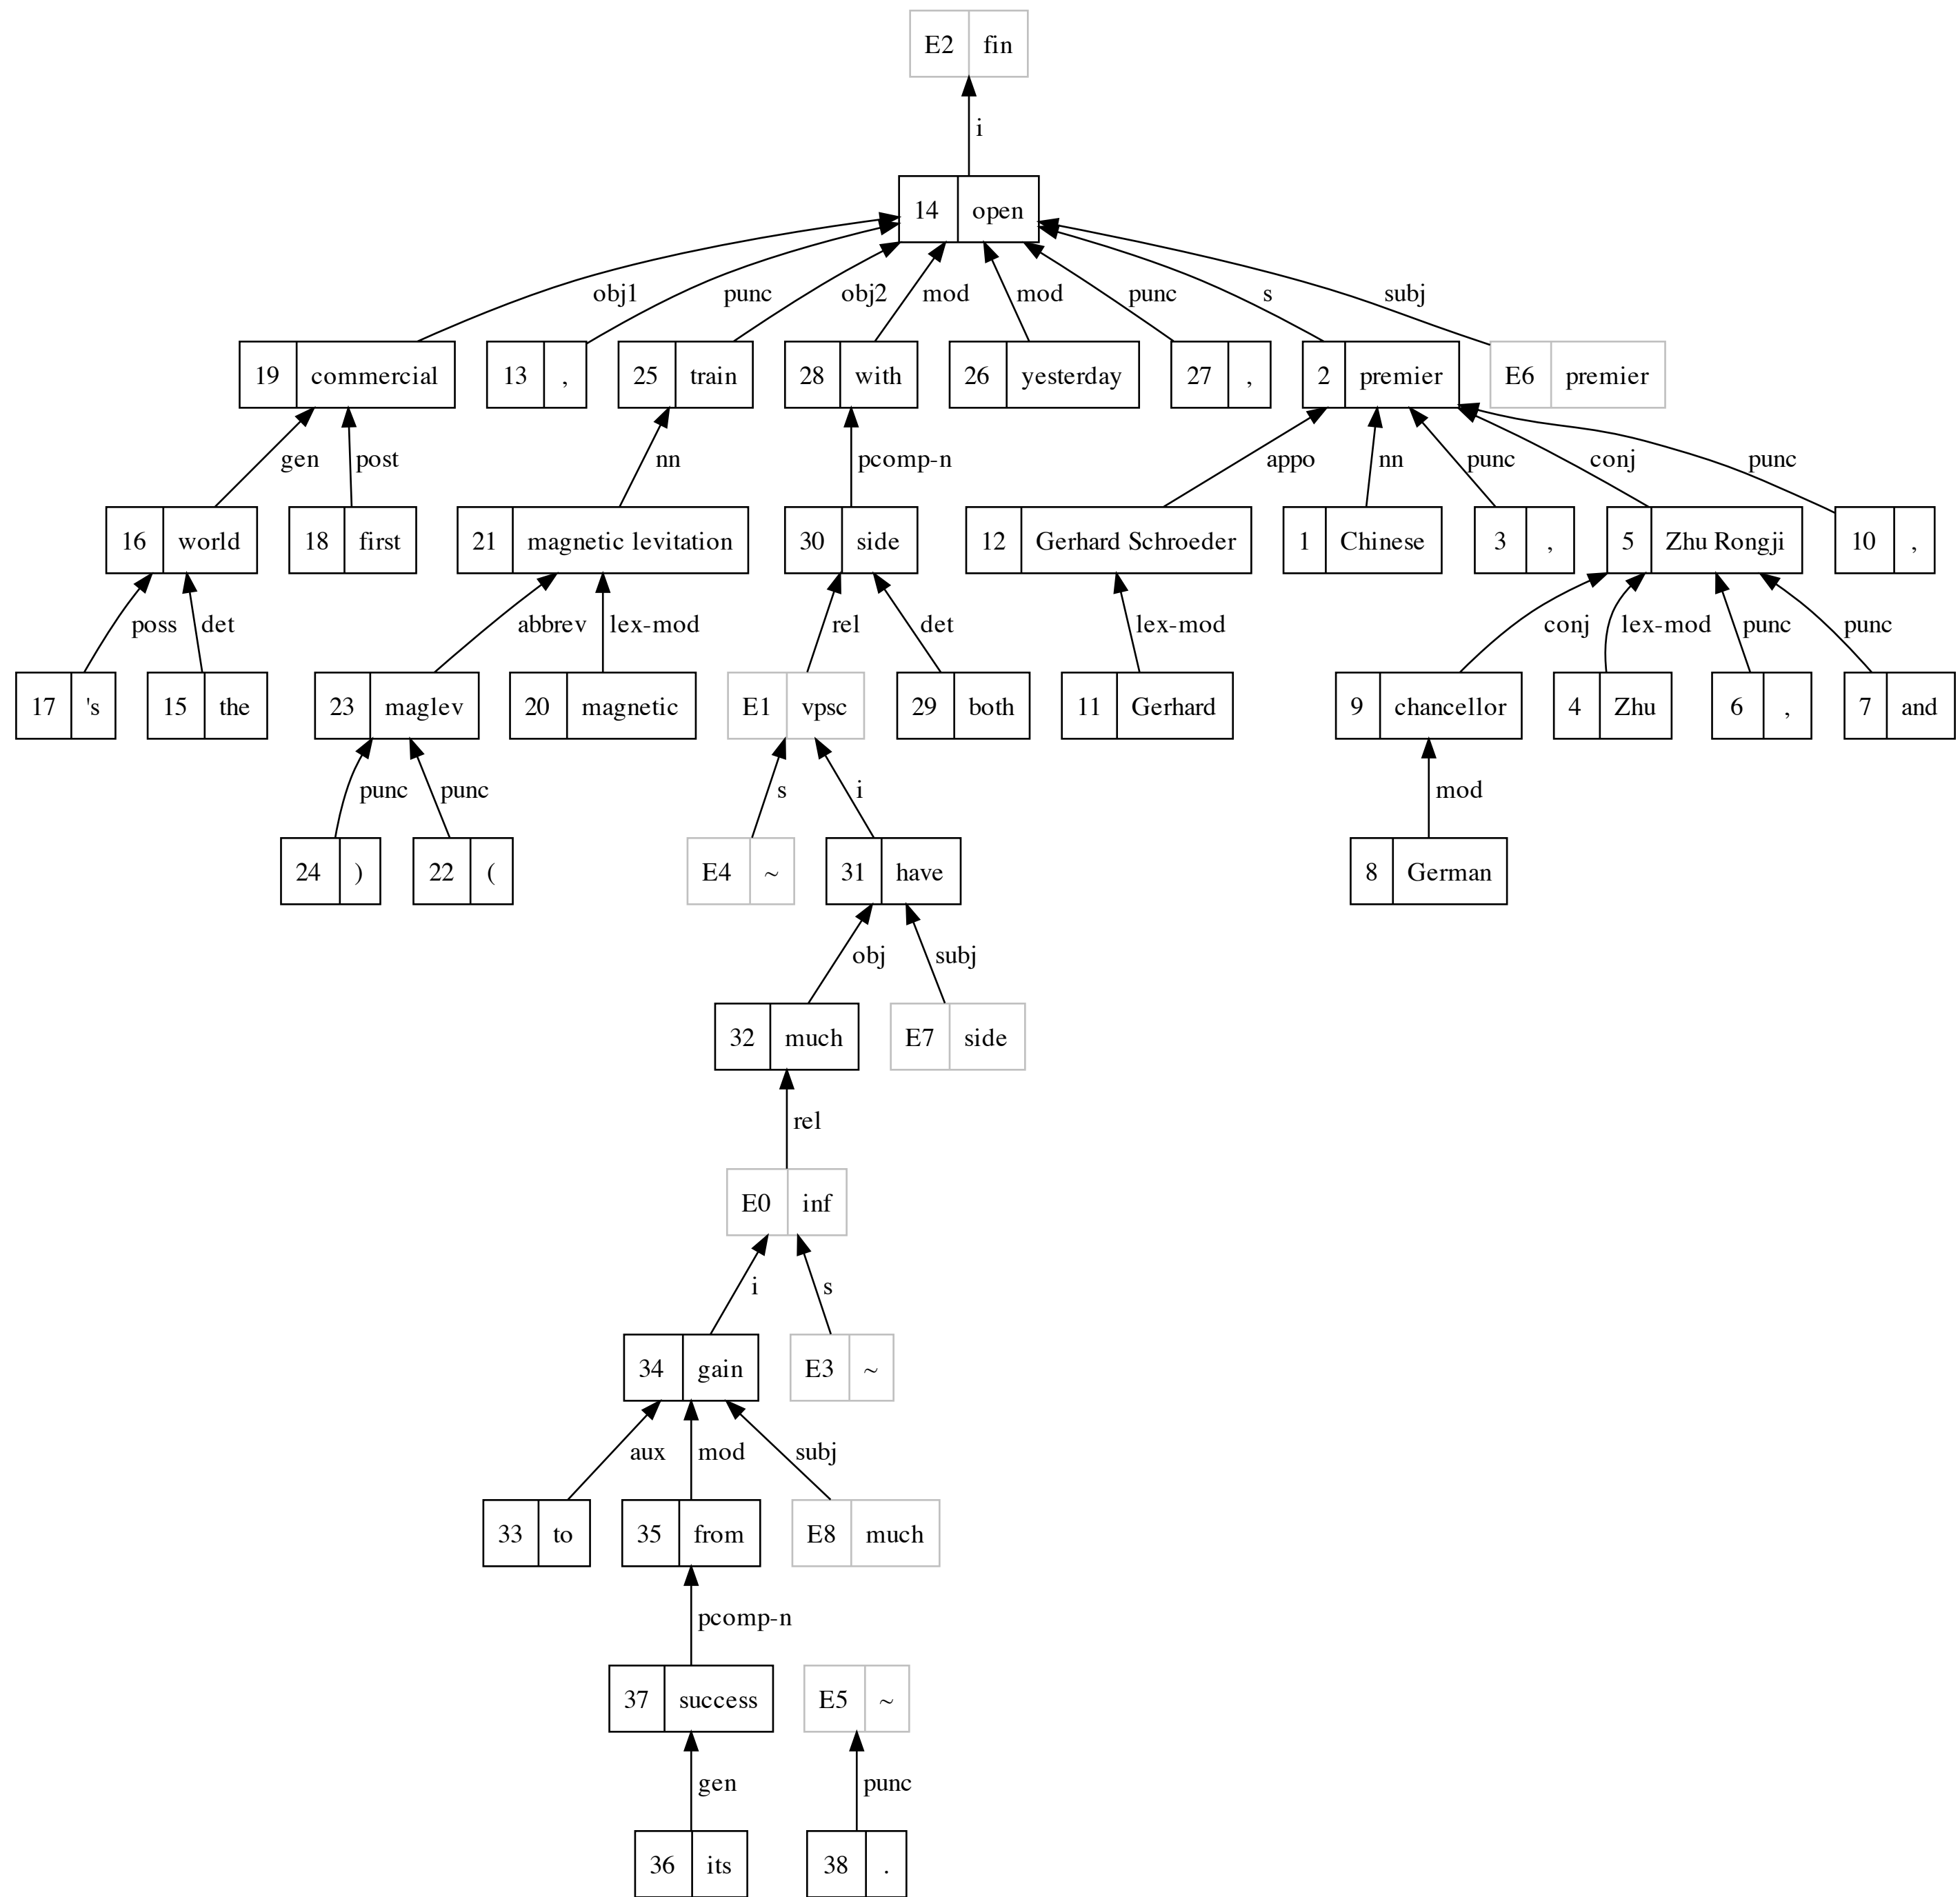 E2 fin
i
14 open
obj1 punc obj2 mod mod punc s subj
19 commercial 13 , 25 train 28 with 26 yesterday 27 , 2 premier E6 premier
gen post nn pcomp-n appo nn punc conj punc
16 world 18 first 21 magnetic levitation 30 side 12 Gerhard Schroeder 1 Chinese 3 , 5 Zhu Rongji 10 ,
poss det abbrev lex-mod rel det lex-mod conj lex-mod punc punc
17 's 15 the 23 maglev 20 magnetic E1 vpsc 29 both 11 Gerhard 9 chancellor 4 Zhu 6 , 7 and
punc punc s i mod
24 ) 22 ( E4 ~ 31 have 8 German
obj subj
32 much E7 side
rel
E0 inf
i s
34 gain E3 ~
aux mod subj
33 to 35 from E8 much
pcomp-n
37 success E5 ~
gen punc
36 its 38 .